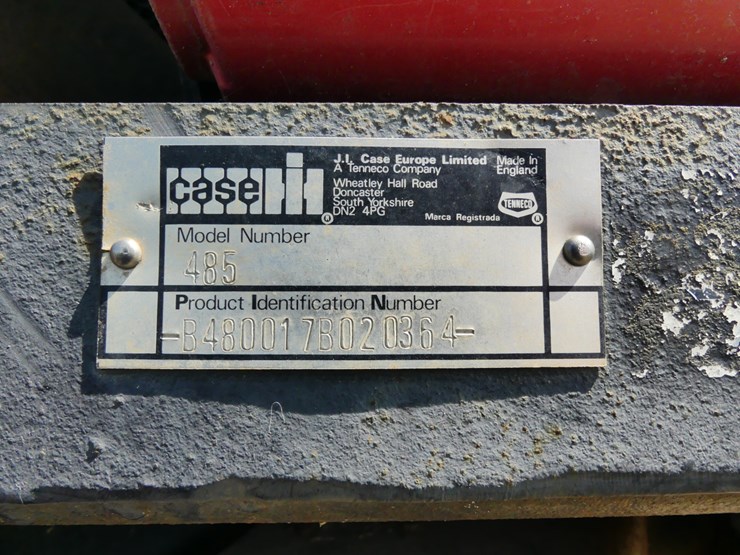 case IH
J.I. Case Europe Limited
A Tenneco Company
Wheatley Hall Road
Doncaster
South Yorkshire
DN2 4PG
Made In
England
TENNECO
Marca Registrada
Model Number
485
Product Identification Number
-B480017B020364-